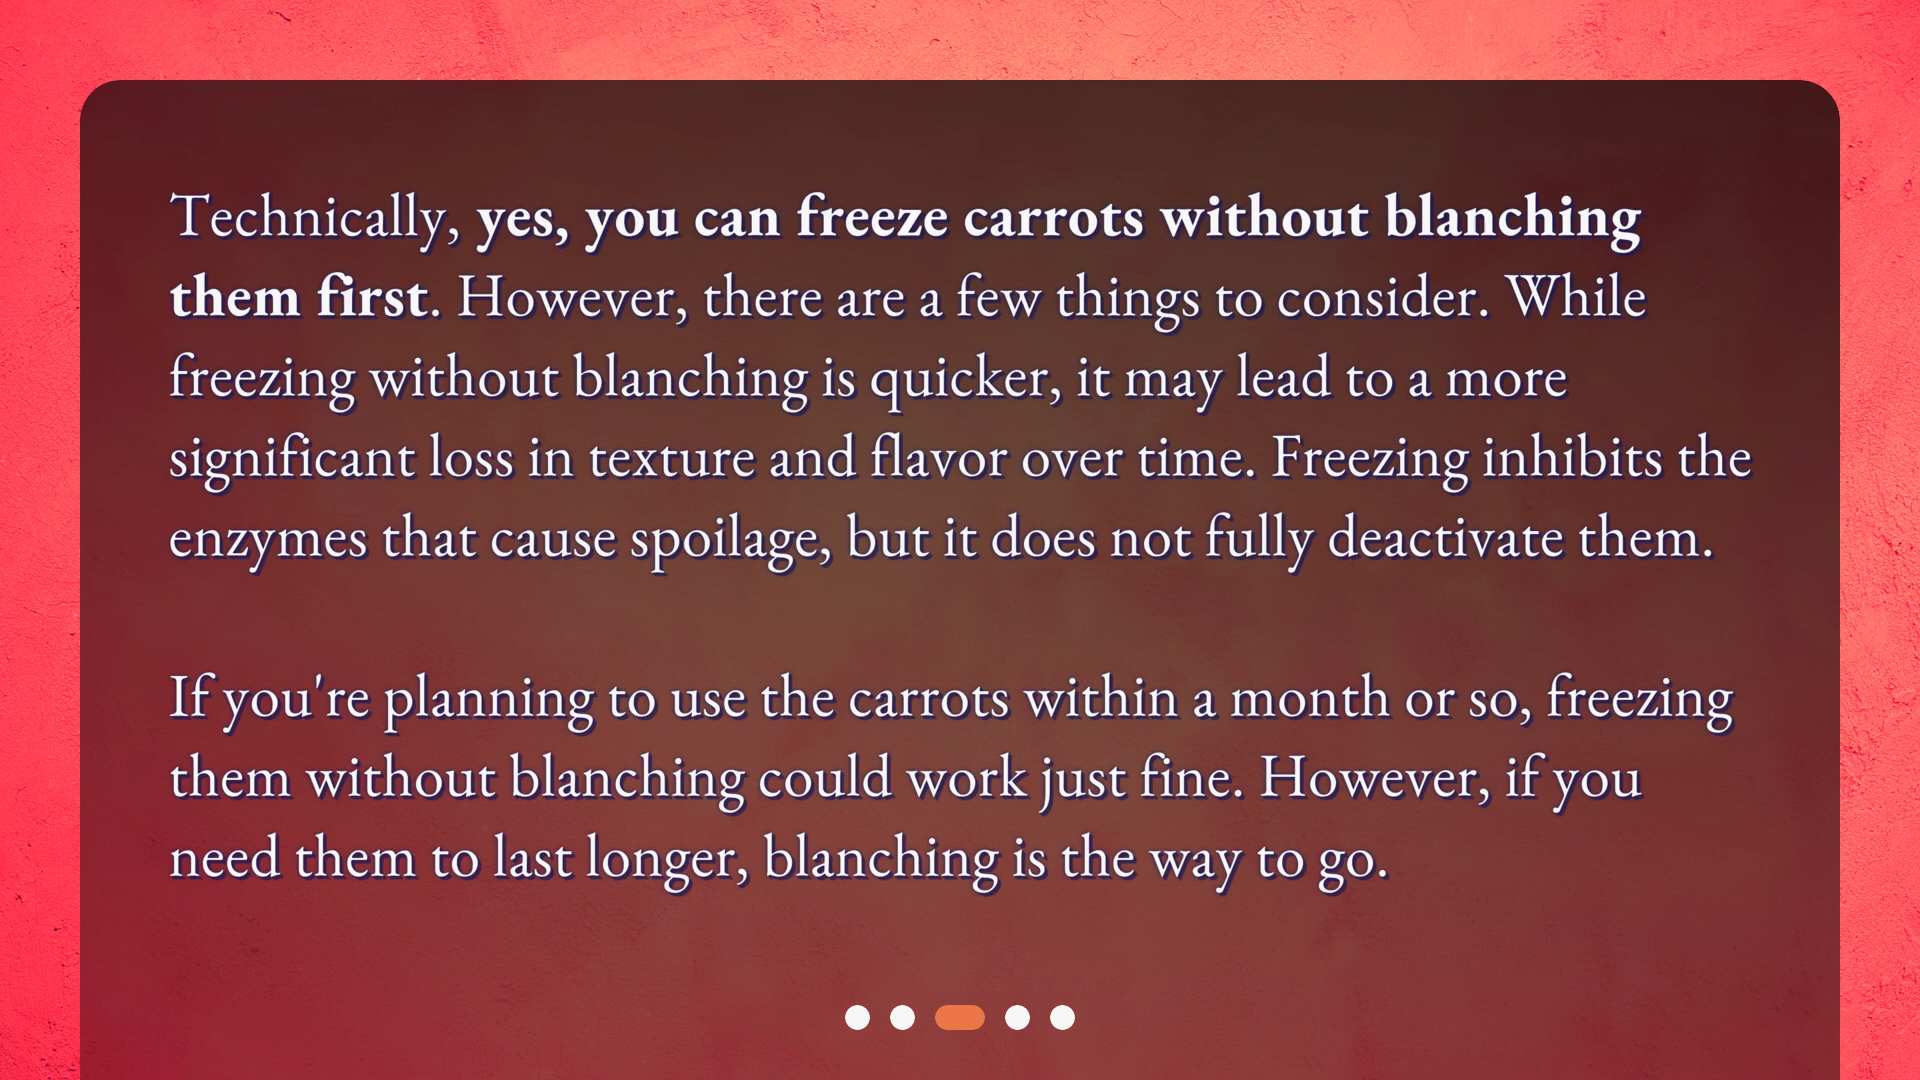 Technically, yes, you can freeze carrots without blanching
them first. However, there are a few things to consider. While
freezing without blanching is quicker, it may lead to a more
significant loss in texture and flavor over time. Freezing inhibits the
enzymes that cause spoilage, but it does not fully deactivate them.
If you're planning to use the carrots within a month or so, freezing
them without blanching could work just fine. However, if you
need them to last longer, blanching is the way to go.